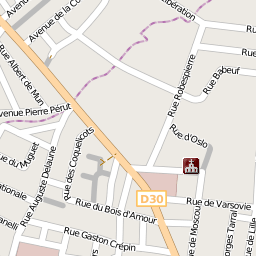 Libération
Avenue de la Co
Rue Albert de Mun
Rue Robespierre
Rue Babeuf
Avenue Pierre Pérut
Rue d'Oslo
Rue Auguste Delaune
Rue des Coquelicots
Rue du Muguet
D30
Nationale
Rue du Bois d'Amour
Rue de Varsovie
Rue de Moscou
Georges Tarral
Rue de Lille
Rue Gaston Crépin
anelli